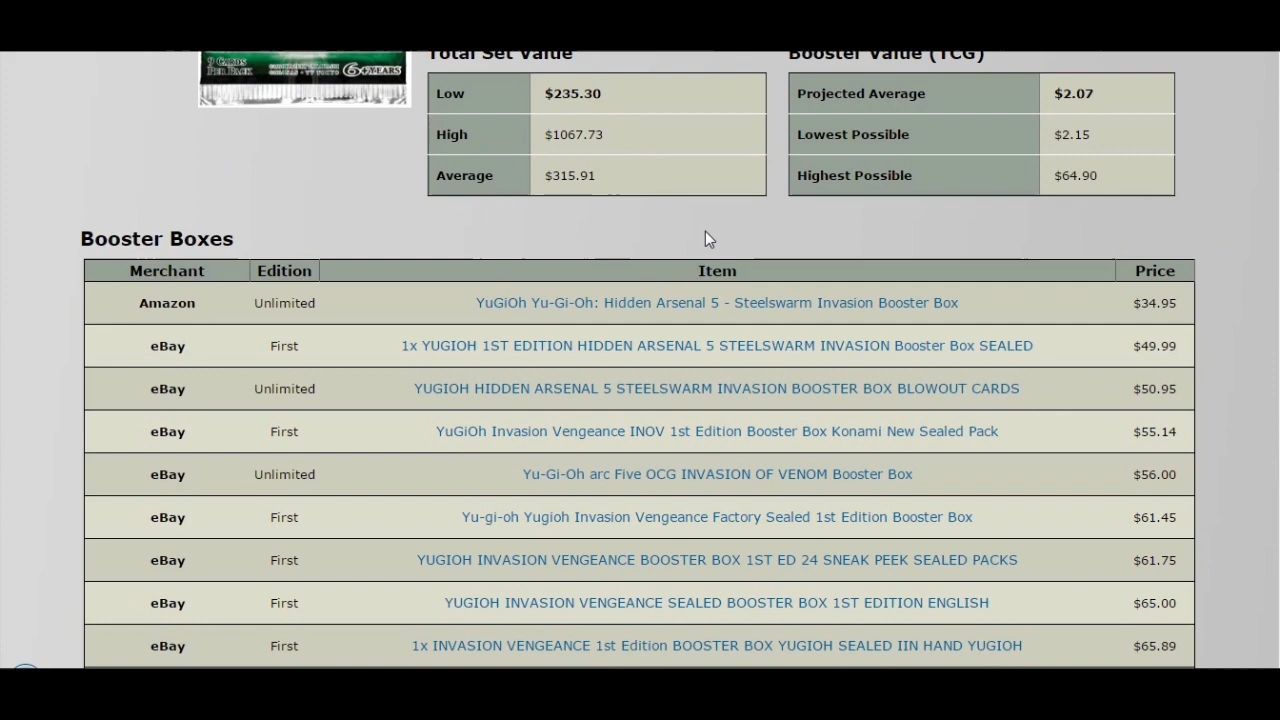 9 CARDS
PER PACK
6+YEARS
Total Set Value
Low $235.30
High $1067.73
Average $315.91
Booster Value (TCG)
Projected Average $2.07
Lowest Possible $2.15
Highest Possible $64.90
Booster Boxes
Merchant Edition Item Price
Amazon Unlimited YuGiOh Yu-Gi-Oh: Hidden Arsenal 5 - Steelswarm Invasion Booster Box $34.95
eBay First 1x YUGIOH 1ST EDITION HIDDEN ARSENAL 5 STEELSWARM INVASION Booster Box SEALED $49.99
eBay Unlimited YUGIOH HIDDEN ARSENAL 5 STEELSWARM INVASION BOOSTER BOX BLOWOUT CARDS $50.95
eBay First YuGiOh Invasion Vengeance INOV 1st Edition Booster Box Konami New Sealed Pack $55.14
eBay Unlimited Yu-Gi-Oh arc Five OCG INVASION OF VENOM Booster Box $56.00
eBay First Yu-gi-oh Yugioh Invasion Vengeance Factory Sealed 1st Edition Booster Box $61.45
eBay First YUGIOH INVASION VENGEANCE BOOSTER BOX 1ST ED 24 SNEAK PEEK SEALED PACKS $61.75
eBay First YUGIOH INVASION VENGEANCE SEALED BOOSTER BOX 1ST EDITION ENGLISH $65.00
eBay First 1x INVASION VENGEANCE 1st Edition BOOSTER BOX YUGIOH SEALED IIN HAND YUGIOH $65.89